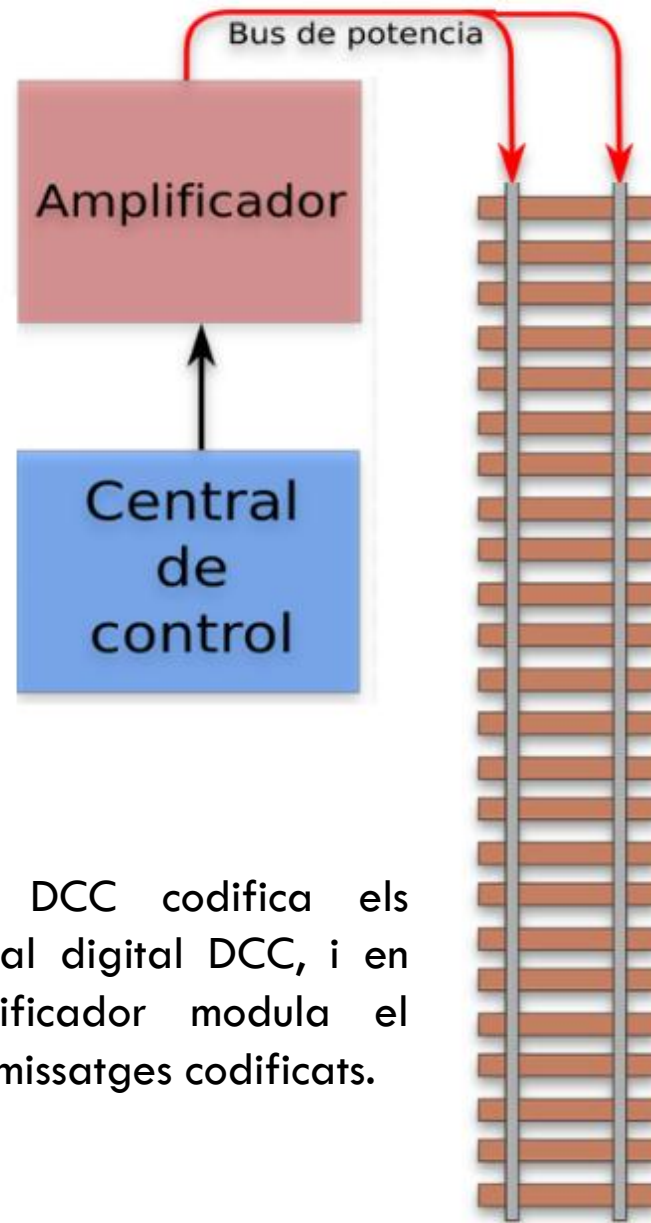 Bus de potencia
Amplificador
Central
de
control
DCC codifica els
al digital DCC, i en
ificador modula el
missatges codificats.